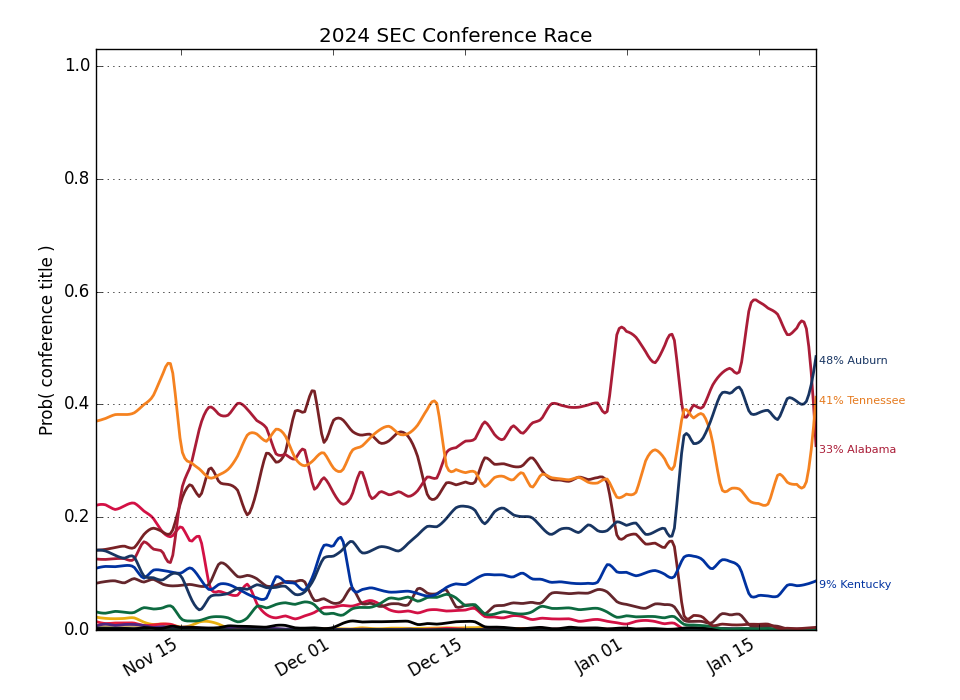 2024 SEC Conference Race
Prob( conference title )
1.0
0.8
0.6
0.4
0.2
0.0
48% Auburn
41% Tennessee
33% Alabama
9% Kentucky
Nov 15
Dec 01
Dec 15
Jan 01
Jan 15